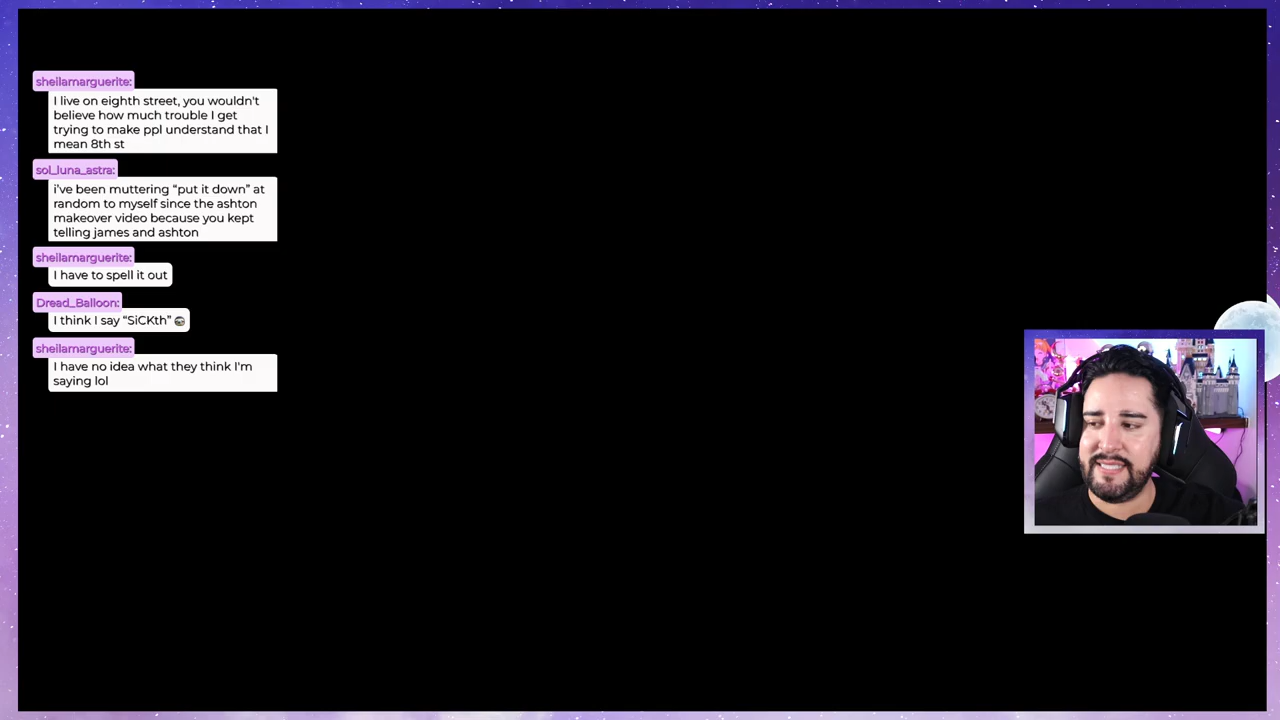 sheilamarguerite:
I live on eighth street, you wouldn't
believe how much trouble I get
trying to make ppl understand that I
mean 8th st
sol_luna_astra:
i've been muttering “put it down” at
random to myself since the ashton
makeover video because you kept
telling james and ashton
sheilamarguerite:
I have to spell it out
Dread_Balloon:
I think I say “SiCKth”
sheilamarguerite:
I have no idea what they think I'm
saying lol